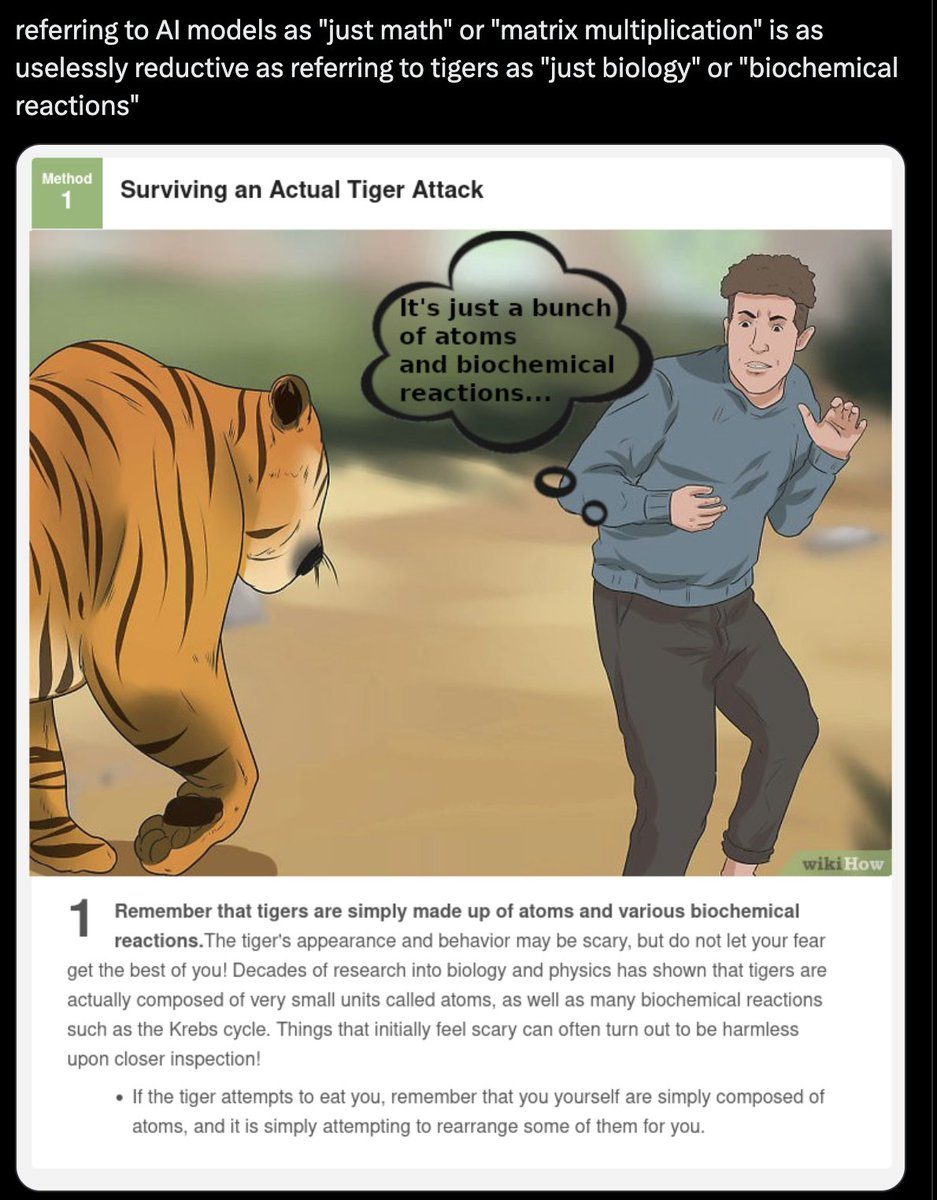 referring to AI models as "just math" or "matrix multiplication" is as
uselessly reductive as referring to tigers as "just biology" or "biochemical
reactions"
Method
1
Surviving an Actual Tiger Attack
It's just a bunch
of atoms
and biochemical
reactions...
wikiHow
1
Remember that tigers are simply made up of atoms and various biochemical
reactions.The tiger's appearance and behavior may be scary, but do not let your fear
get the best of you! Decades of research into biology and physics has shown that tigers are
actually composed of very small units called atoms, as well as many biochemical reactions
such as the Krebs cycle. Things that initially feel scary can often turn out to be harmless
upon closer inspection!
• If the tiger attempts to eat you, remember that you yourself are simply composed of
atoms, and it is simply attempting to rearrange some of them for you.